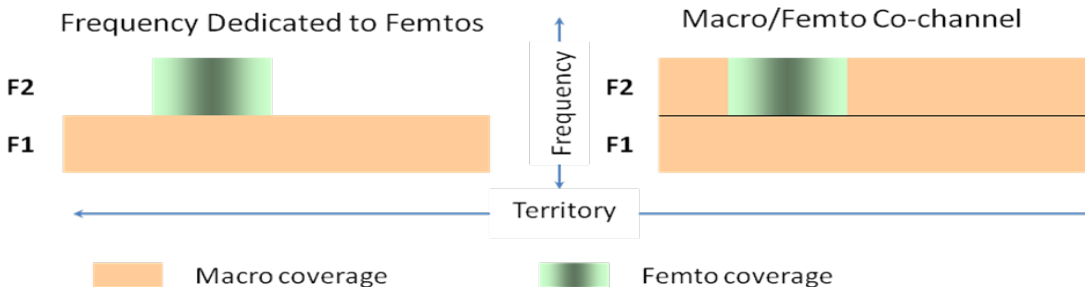 Frequency Dedicated to Femtos
Macro/Femto Co-channel
F2
F1
Frequency
F2
F1
Territory
Macro coverage
Femto coverage